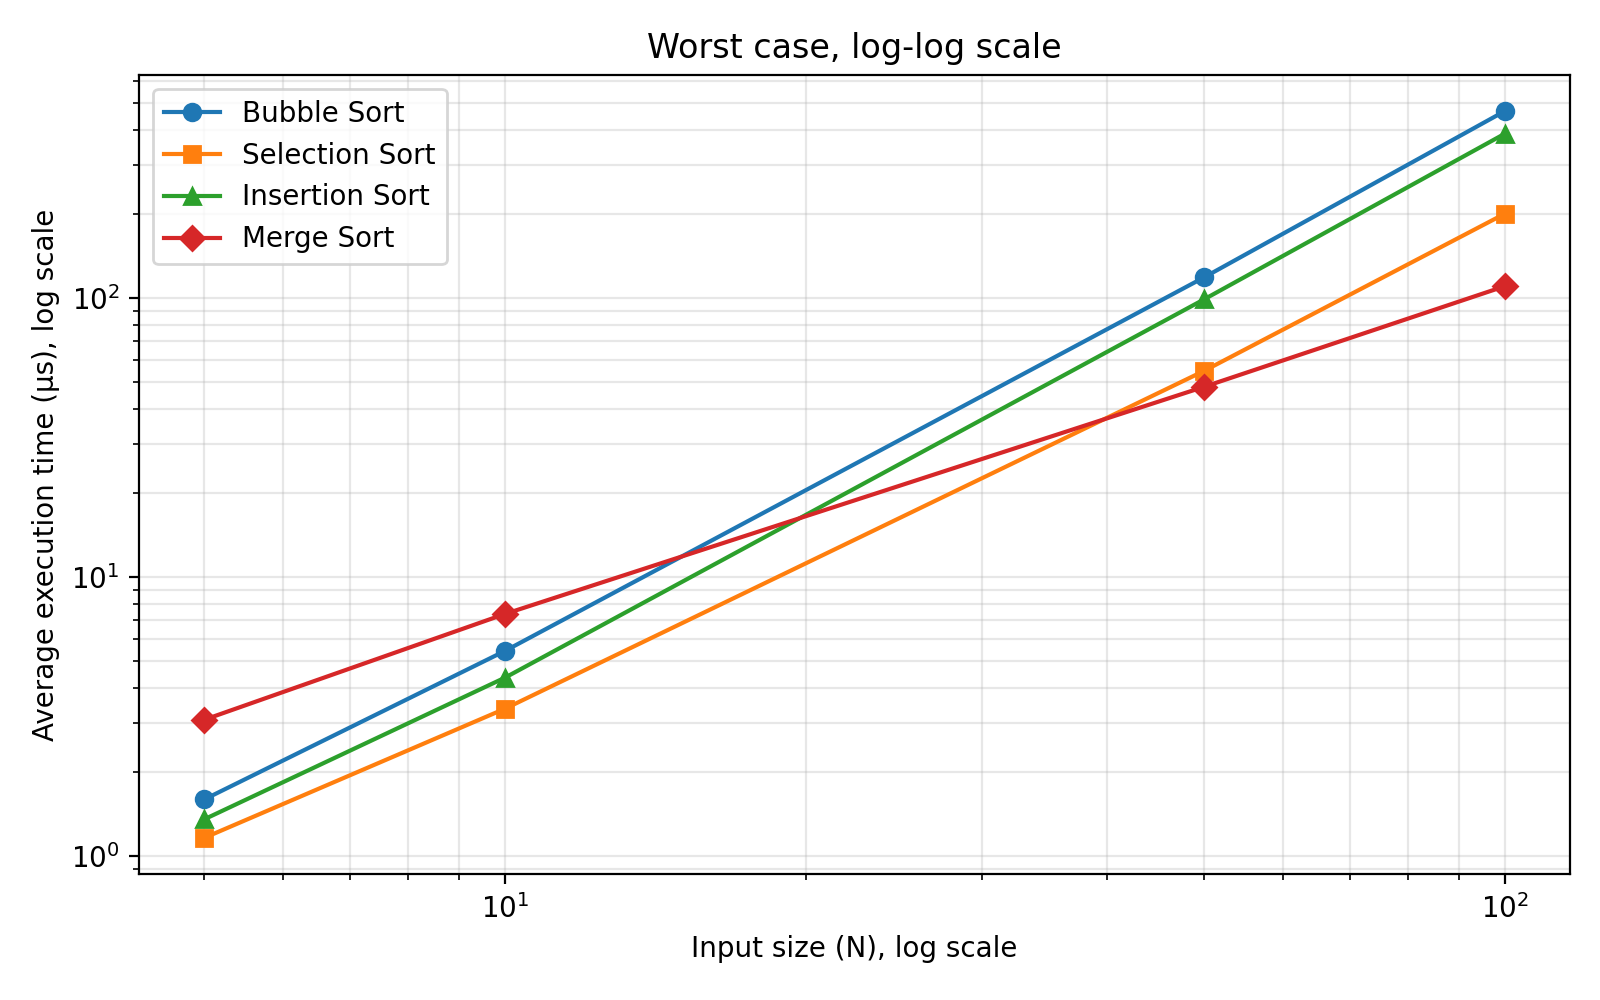 Worst case, log-log scale
Bubble Sort
Selection Sort
Insertion Sort
Merge Sort
Average execution time (µs), log scale
10²
10¹
10⁰
10¹
10²
Input size (N), log scale